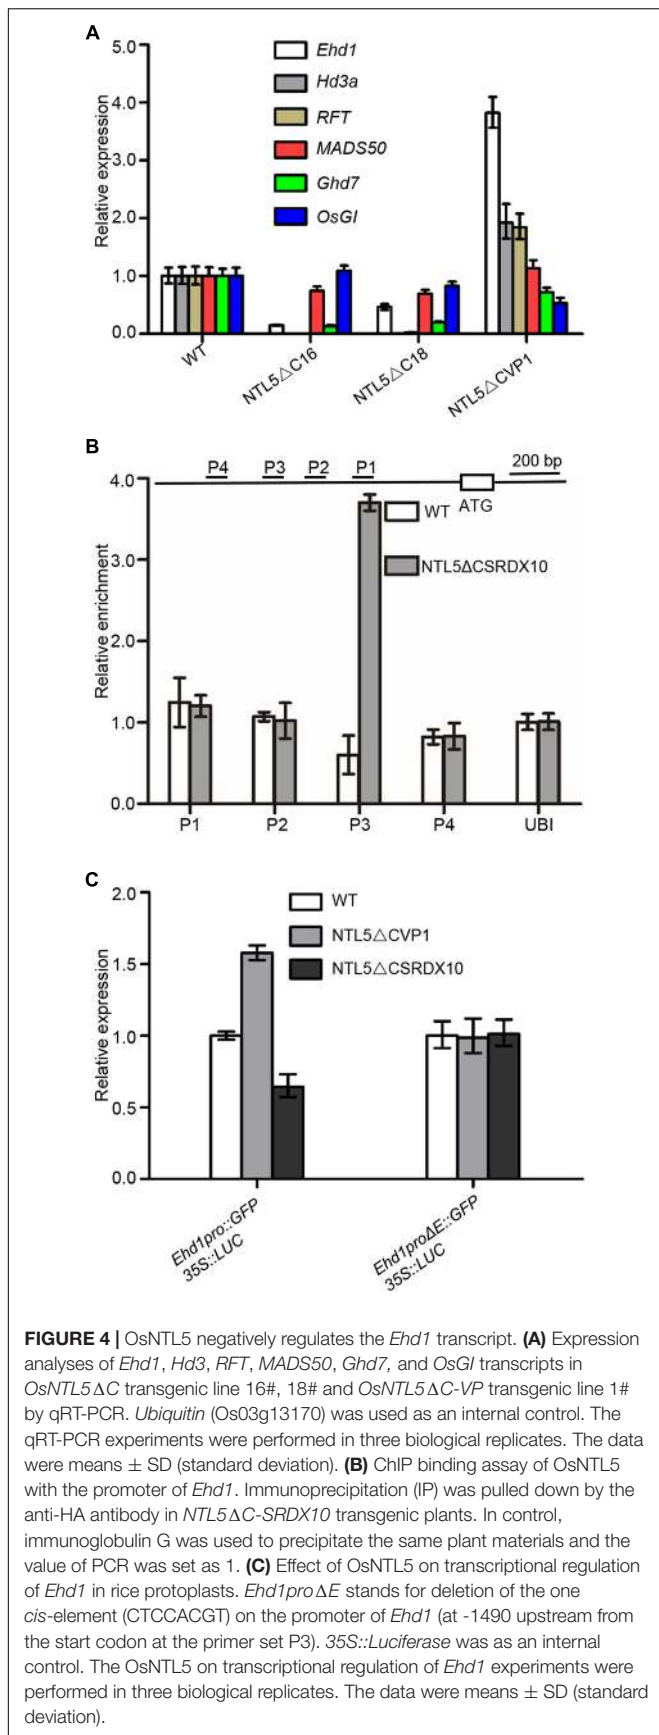 A
5.0
4.0
3.0
2.0
1.0
0.0
Relative expression
Ehd1
Hd3a
RFT
MADS50
Ghd7
OsGI
WT
NTL5△C16
NTL5△C18
NTL5△CVP1
B
P4 P3 P2 P1 200 bp
ATG
4.0
3.0
2.0
1.0
0.0
Relative enrichment
WT
NTL5ΔCSRDX10
P1 P2 P3 P4 UBI
C
2.0
1.5
1.0
0.5
0.0
Relative expression
WT
NTL5△CVP1
NTL5△CSRDX10
Ehd1pro::GFP
35S::LUC
Ehd1proΔE::GFP
35S::LUC
FIGURE 4 | OsNTL5 negatively regulates the Ehd1 transcript. (A) Expression
analyses of Ehd1, Hd3, RFT, MADS50, Ghd7, and OsGI transcripts in
OsNTL5ΔC transgenic line 16#, 18# and OsNTL5ΔC-VP transgenic line 1#
by qRT-PCR. Ubiquitin (Os03g13170) was used as an internal control. The
qRT-PCR experiments were performed in three biological replicates. The data
were means ± SD (standard deviation). (B) ChIP binding assay of OsNTL5
with the promoter of Ehd1. Immunoprecipitation (IP) was pulled down by the
anti-HA antibody in NTL5ΔC-SRDX10 transgenic plants. In control,
immunoglobulin G was used to precipitate the same plant materials and the
value of PCR was set as 1. (C) Effect of OsNTL5 on transcriptional regulation
of Ehd1 in rice protoplasts. Ehd1proΔE stands for deletion of the one
cis-element (CTCCACGT) on the promoter of Ehd1 (at -1490 upstream from
the start codon at the primer set P3). 35S::Luciferase was as an internal
control. The OsNTL5 on transcriptional regulation of Ehd1 experiments were
performed in three biological replicates. The data were means ± SD (standard
deviation).